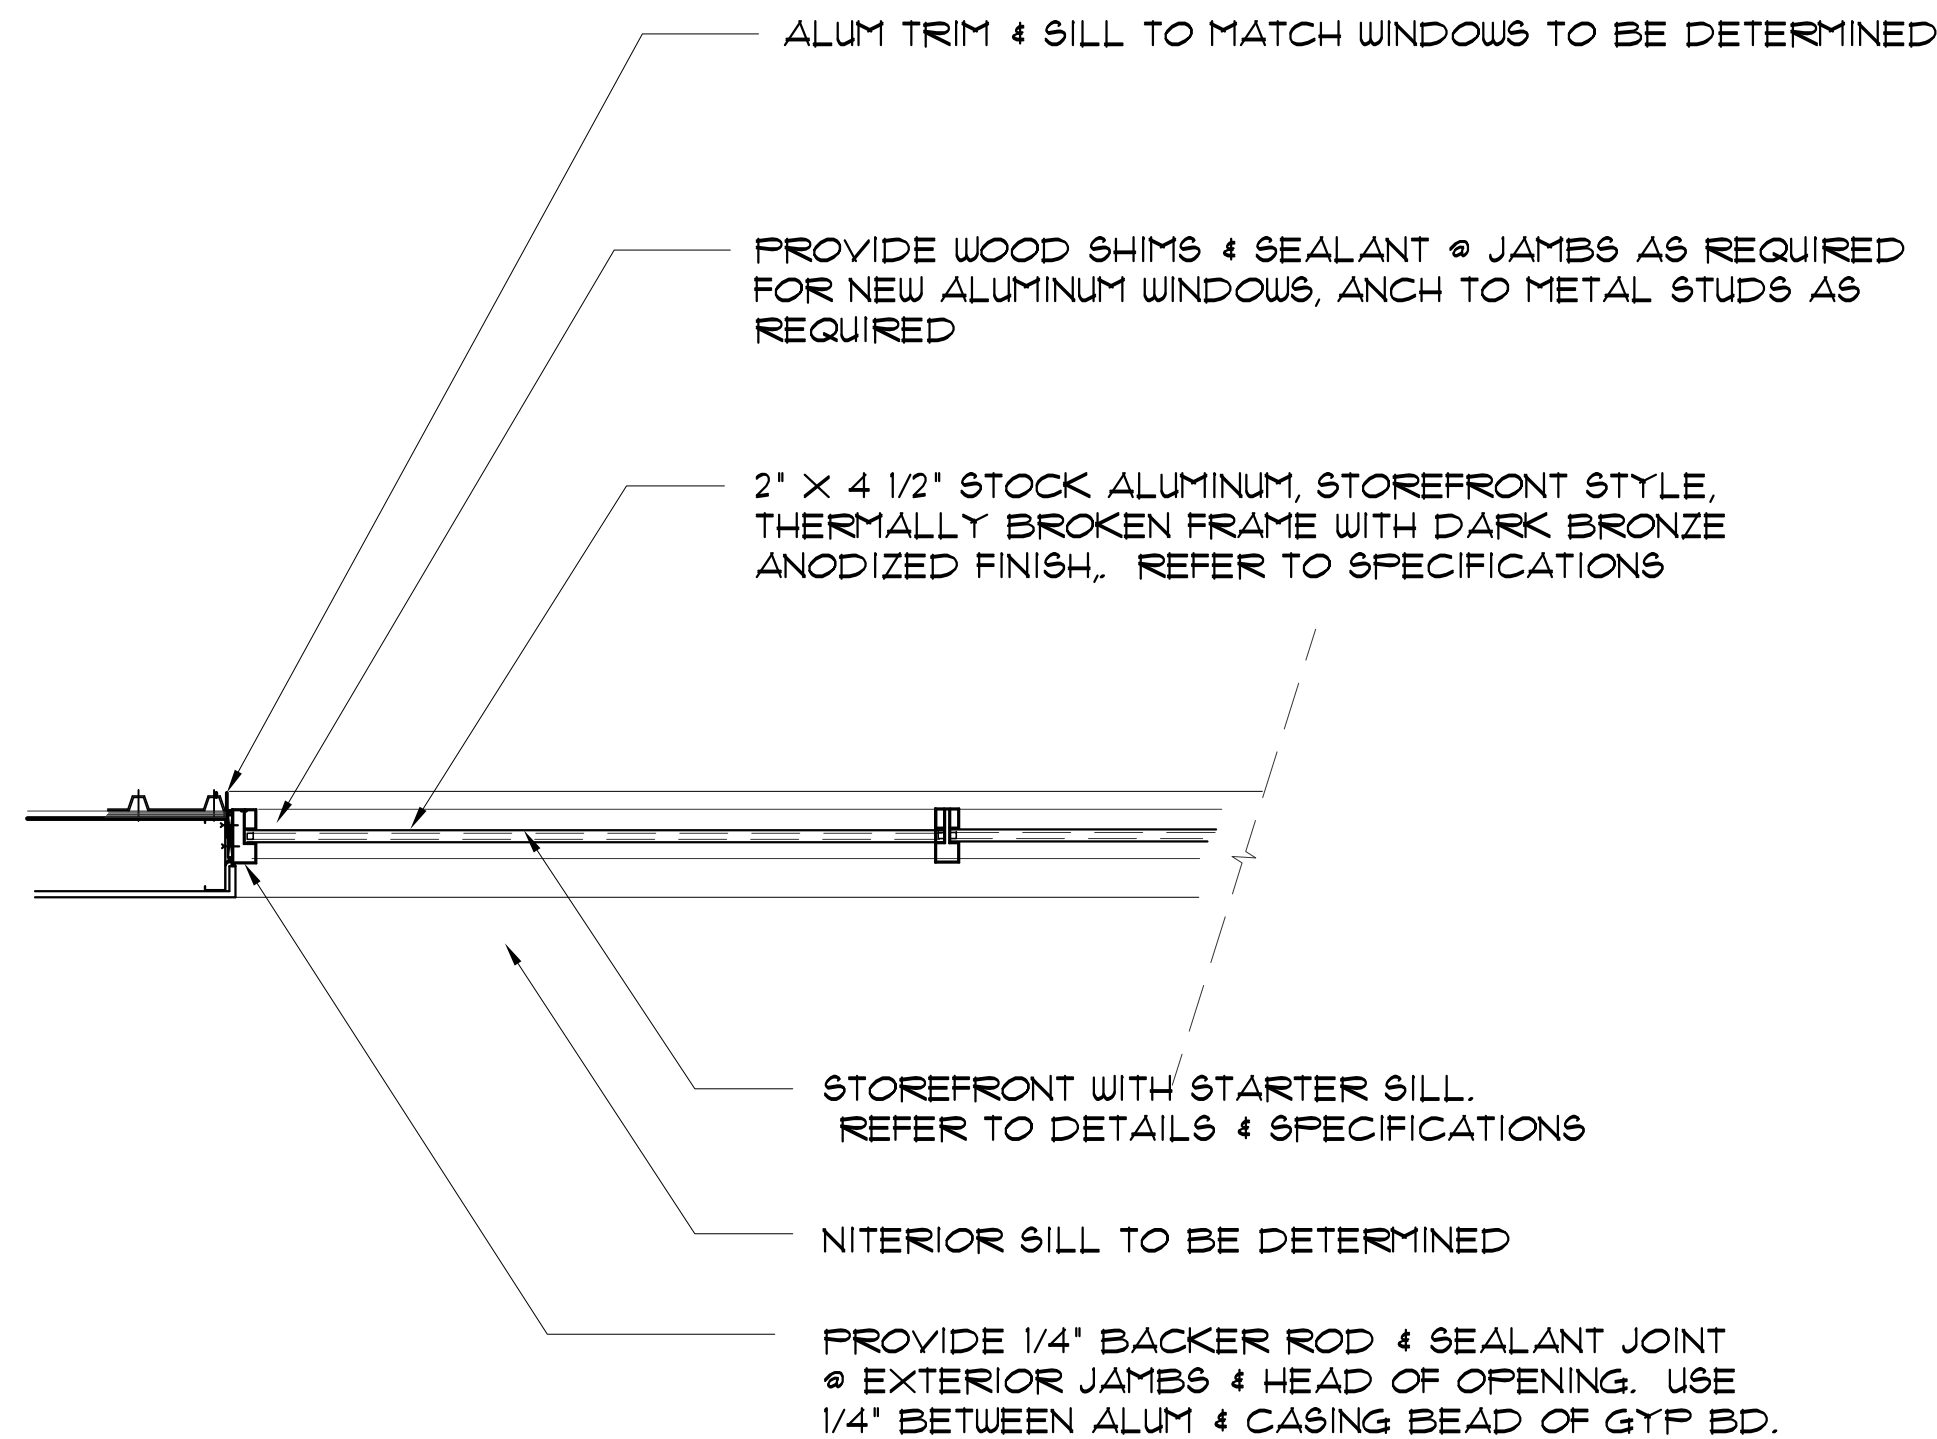 ALUM TRIM & SILL TO MATCH WINDOWS TO BE DETERMINED
PROVIDE WOOD SHIMS & SEALANT @ JAMBS AS REQUIRED
FOR NEW ALUMINUM WINDOWS, ANCH TO METAL STUDS AS
REQUIRED
2" X 4 1/2" STOCK ALUMINUM, STOREFRONT STYLE,
THERMALLY BROKEN FRAME WITH DARK BRONZE
ANODIZED FINISH,. REFER TO SPECIFICATIONS
STOREFRONT WITH STARTER SILL.
REFER TO DETAILS & SPECIFICATIONS
NITERIOR SILL TO BE DETERMINED
PROVIDE 1/4" BACKER ROD & SEALANT JOINT
@ EXTERIOR JAMBS & HEAD OF OPENING. USE
1/4" BETWEEN ALUM & CASING BEAD OF GYP BD.